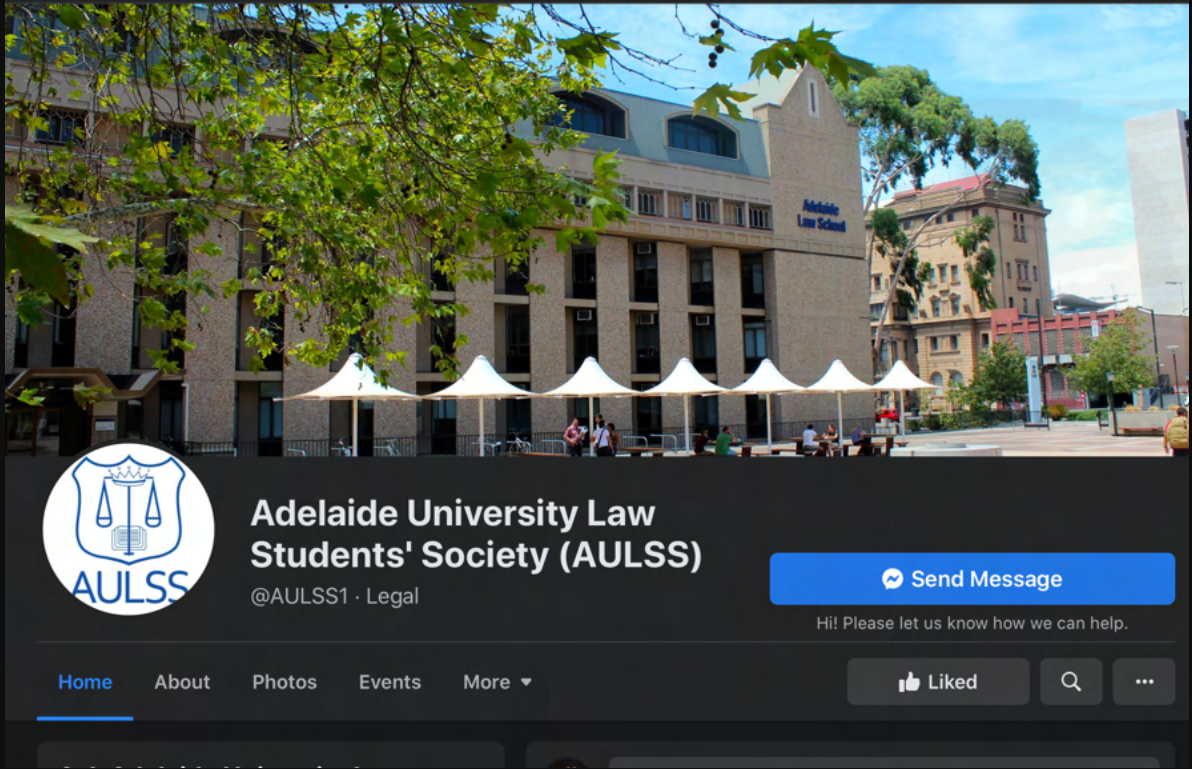 Adelaide
Law School
AULSS
Adelaide University Law
Students' Society (AULSS)
@AULSS1 · Legal
Send Message
Hi! Please let us know how we can help.
Home
About
Photos
Events
More
Liked